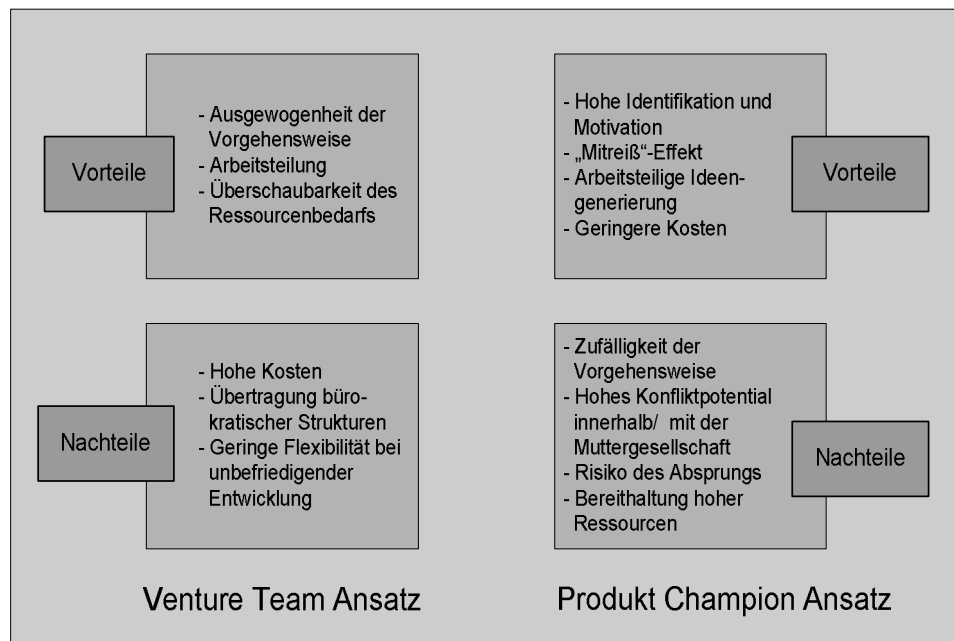 Vorteile
- Ausgewogenheit der
Vorgehensweise
- Arbeitsteilung
- Überschaubarkeit des
Ressourcenbedarfs
- Hohe Identifikation und
Motivation
- „Mitreiß“-Effekt
- Arbeitsteilige Ideen-
generierung
- Geringere Kosten
Vorteile
Nachteile
- Hohe Kosten
- Übertragung büro-
kratischer Strukturen
- Geringe Flexibilität bei
unbefriedigender
Entwicklung
- Zufälligkeit der
Vorgehensweise
- Hohes Konfliktpotential
innerhalb/ mit der
Muttergesellschaft
- Risiko des Absprungs
- Bereithaltung hoher
Ressourcen
Nachteile
Venture Team Ansatz
Produkt Champion Ansatz